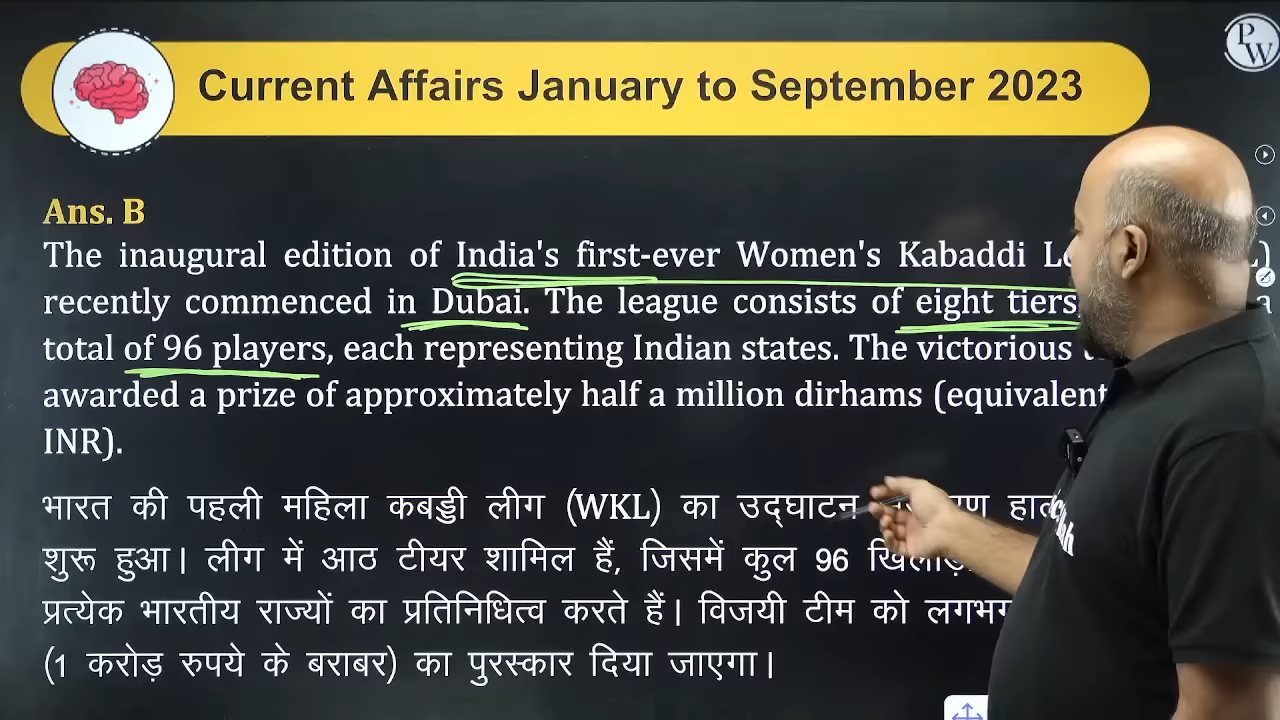 PW
Current Affairs January to September 2023
Ans. B
The inaugural edition of India's first-ever Women's Kabaddi
recently commenced in Dubai. The league consists of eight tiers, a
total of 96 players, each representing Indian states. The victorious
awarded a prize of approximately half a million dirhams (equivalent
INR).
भारत की पहली महिला कबड्डी लीग (WKL) का उद्घाटन
शुरू हुआ। लीग में आठ टीयर शामिल हैं, जिसमें कुल 96
प्रत्येक भारतीय राज्यों का प्रतिनिधित्व करते हैं। विजयी टीम को लगभग
(1 करोड़ रुपये के बराबर) का पुरस्कार दिया जाएगा।